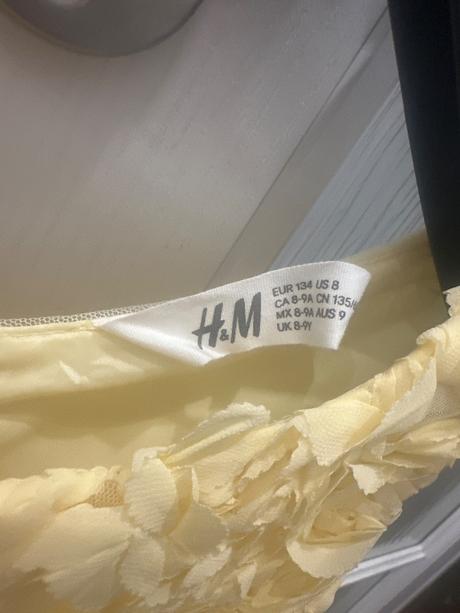 H&M
EUR 134 US 8
CA 8-9A CN 135/
MX 8-9A AUS 9
UK 8-9Y